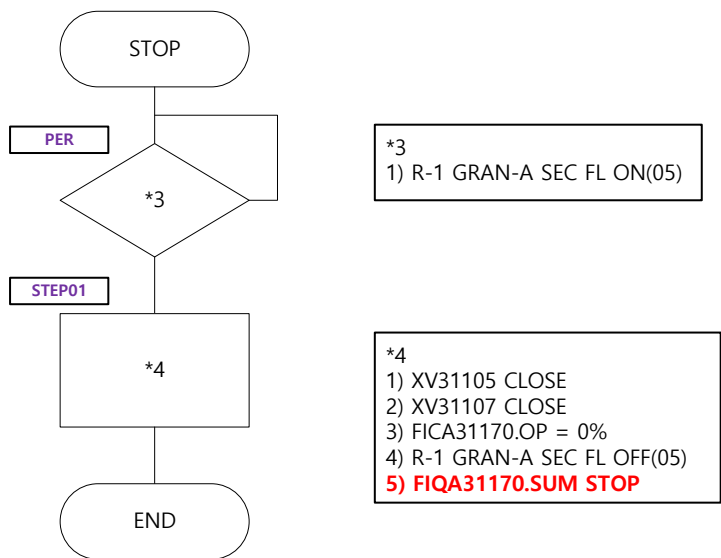 STOP
PER
*3
*3
1) R-1 GRAN-A SEC FL ON(05)
STEP01
*4
*4
1) XV31105 CLOSE
2) XV31107 CLOSE
3) FICA31170.OP = 0%
4) R-1 GRAN-A SEC FL OFF(05)
5) FIQA31170.SUM STOP
END